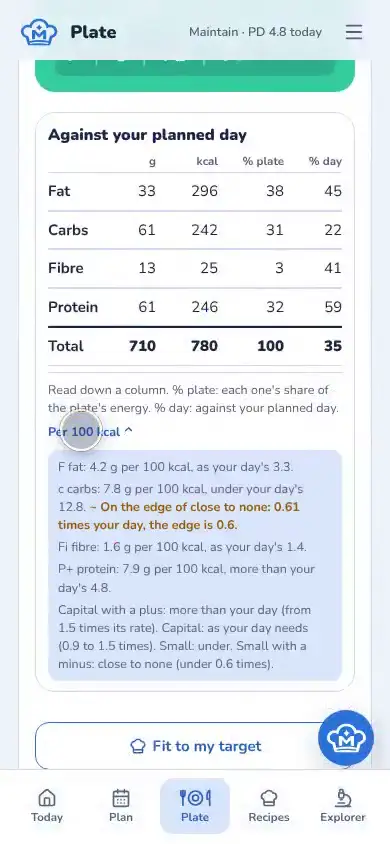 Plate
Maintain · PD 4.8 today
Against your planned day
g kcal % plate % day
Fat 33 296 38 45
Carbs 61 242 31 22
Fibre 13 25 3 41
Protein 61 246 32 59
Total 710 780 100 35
Read down a column. % plate: each one's share of
the plate's energy. % day: against your planned day.
Per 100 kcal
F fat: 4.2 g per 100 kcal, as your day's 3.3.
c carbs: 7.8 g per 100 kcal, under your day's
12.8. ~ On the edge of close to none: 0.61
times your day, the edge is 0.6.
Fi fibre: 1.6 g per 100 kcal, as your day's 1.4.
P+ protein: 7.9 g per 100 kcal, more than your
day's 4.8.
Capital with a plus: more than your day (from
1.5 times its rate). Capital: as your day needs
(0.9 to 1.5 times). Small: under. Small with a
minus: close to none (under 0.6 times).
Fit to my target
Today Plan Plate Recipes Explorer